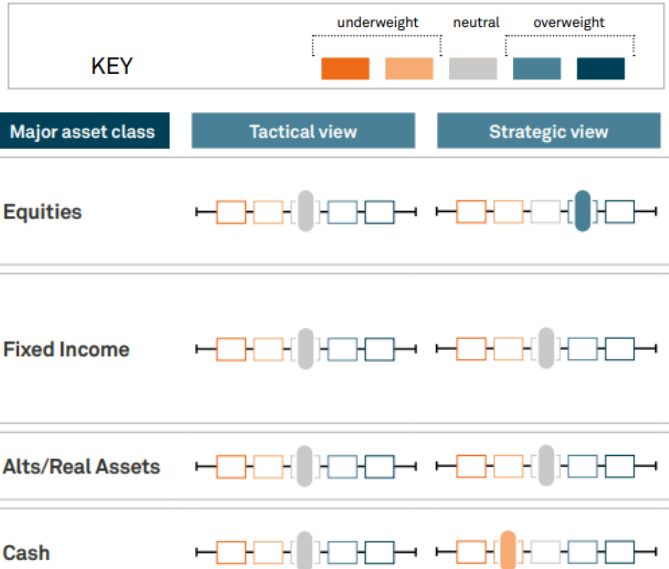 underweight neutral overweight
KEY
Major asset class Tactical view Strategic view
Equities
Fixed Income
Alts/Real Assets
Cash